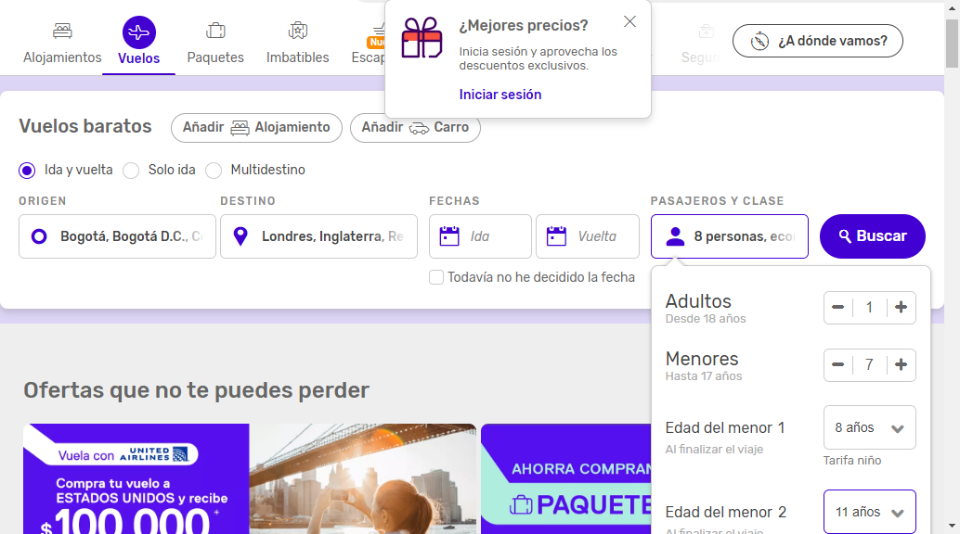 Alojamientos
Vuelos
Paquetes
Imbatibles
¿Mejores precios?
Inicia sesión y aprovecha los
descuentos exclusivos.
Iniciar sesión
¿A dónde vamos?
Vuelos baratos
Añadir Alojamiento
Añadir Carro
Ida y vuelta
Solo ida
Multidestino
ORIGEN
DESTINO
FECHAS
PASAJEROS Y CLASE
Bogotá, Bogotá D.C.,
Londres, Inglaterra, Re
Ida
Vuelta
8 personas, eco
Buscar
Todavía no he decidido la fecha
Adultos
Desde 18 años
1
Menores
Hasta 17 años
7
Edad del menor 1
Al finalizar el viaje
8 años
Tarifa niño
Edad del menor 2
Al finalizar el viaje
11 años
Ofertas que no te puedes perder
Vuela con UNITED AIRLINES
Compra tu vuelo a
ESTADOS UNIDOS y recibe
$100.000+
AHORRA COMPRAN
PAQUETE